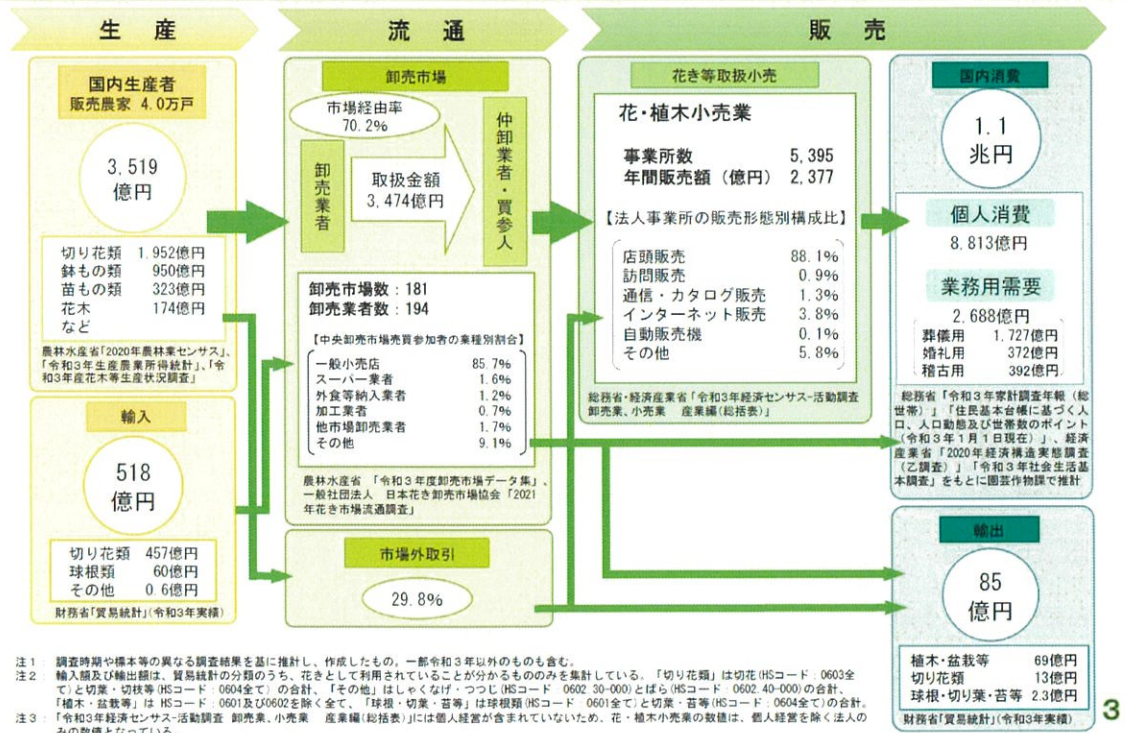 生産
流通
販売
国内生産者
販売農家 4.0万戸
3,519
億円
切り花類 1,952億円
鉢もの類 950億円
苗もの類 323億円
花木 174億円
など
農林水産省「2020年農林業センサス」、
「令和3年生産農業所得統計」、「令
和3年産花木等生産状況調査」
輸入
518
億円
切り花類 457億円
球根類 60億円
その他 0.6億円
財務省「貿易統計」(令和3年実績)
卸売市場
市場経由率
70.2%
卸売業者
取扱金額
3,474億円
仲卸業者・買参人
卸売市場数：181
卸売業者数：194
【中央卸売市場売買参加者の業種別割合】
一般小売店 85.7%
スーパー業者 1.6%
外食等納入業者 1.2%
加工業者 0.7%
他市場卸売業者 1.7%
その他 9.1%
農林水産省 「令和３年度卸売市場データ集」、
一般社団法人 日本花き卸売市場協会「2021
年花き市場流通調査」
市場外取引
29.8%
花き等取扱小売
花・植木小売業
事業所数 5,395
年間販売額（億円） 2,377
【法人事業所の販売形態別構成比】
店頭販売 88.1%
訪問販売 0.9%
通信・カタログ販売 1.3%
インターネット販売 3.8%
自動販売機 0.1%
その他 5.8%
総務省・経済産業省「令和３年経済センサス-活動調査
卸売業、小売業 産業編(総括表)」
国内消費
1.1
兆円
個人消費
8,813億円
業務用需要
2,688億円
葬儀用 1,727億円
婚礼用 372億円
稽古用 392億円
総務省「令和３年家計調査年報（総
世帯）」「住民基本台帳に基づく人
口、人口動態及び世帯数のポイント
（令和３年１月１日現在）」、経済
産業省「2020年経済構造実態調査
（乙調査）」「令和３年社会生活基
本調査」をもとに園芸作物課で推計
輸出
85
億円
植木・盆栽等 69億円
切り花類 13億円
球根・切り葉・苔等 2.3億円
財務省「貿易統計」(令和３年実績)
注１： 調査時期や標本等の異なる調査結果を基に推計し、作成したもの。一部令和３年以外のものも含む。
注２： 輸入額及び輸出額は、貿易統計の分類のうち、花きとして利用されていることが分かるもののみを集計している。「切り花類」は切花(HSコード：0603全
て)と切葉・切枝等(HSコード：0604全て) の合計、「その他」はしゃくなげ・つつじ(HSコード：0602.30-000)とばら(HSコード：0602.40-000)の合計、
「植木・盆栽等」は HSコード：0601及び0602を除く全て、「球根・切葉・苔等」は球根類(HSコード：0601全て)と切葉・苔等(HSコード：0604全て)の合計。
注３： 「令和3年経済センサス-活動調査 卸売業、小売業 産業編(総括表)」には個人経営が含まれていないため、花・植木小売業の数値は、個人経営を除く法人の
みの数値となっている。
3